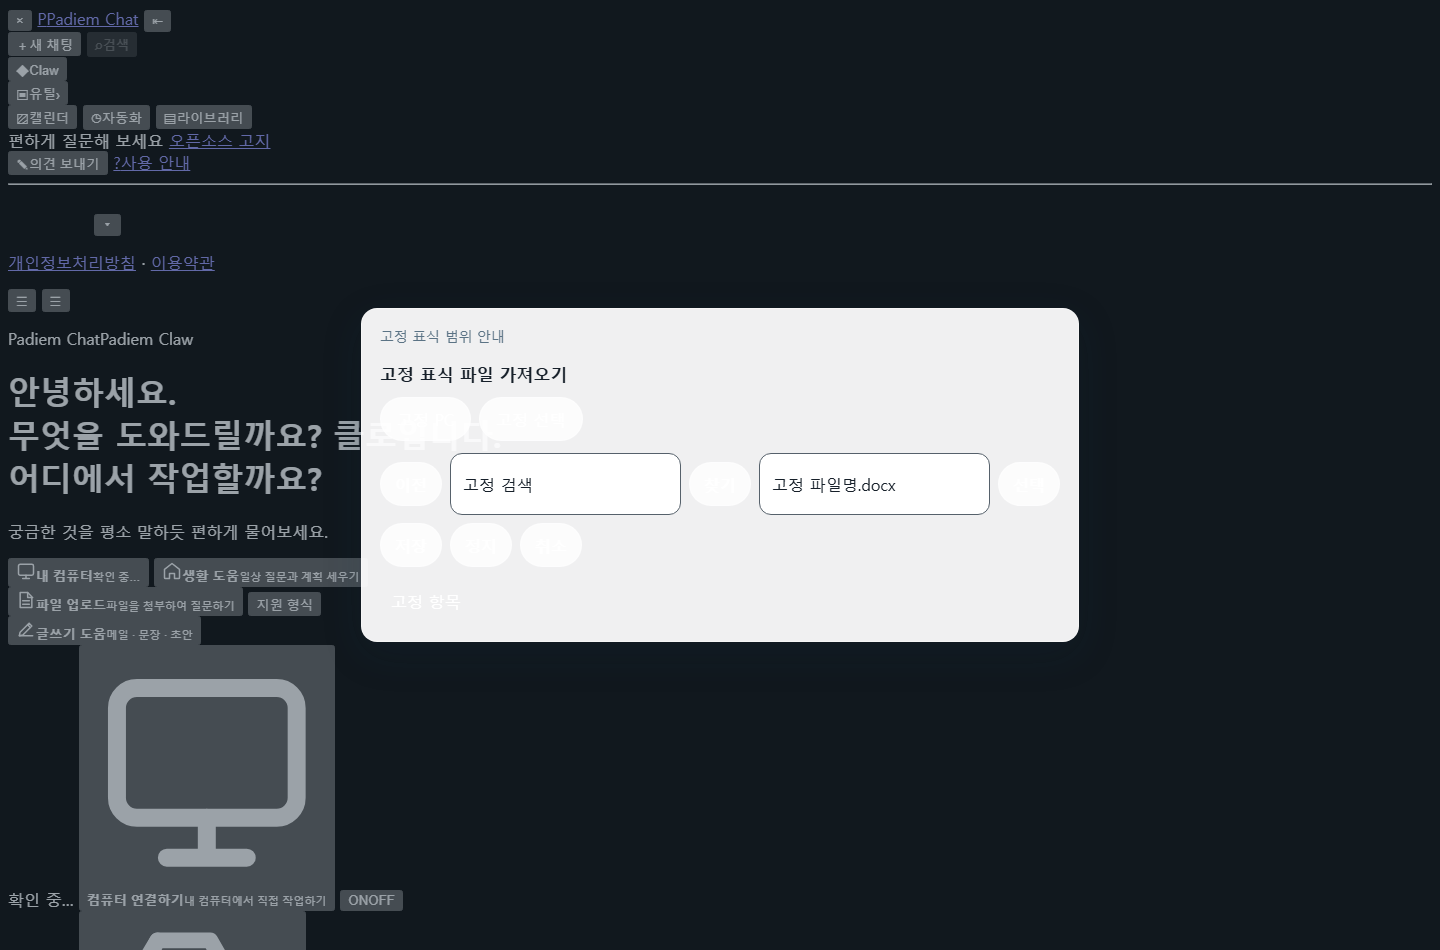 × PPadiem Chat ⇤
+새 채팅 ⌕검색
◆Claw
▣유틸›
▨캘린더 ◷자동화 ▤라이브러리
편하게 질문해 보세요 오픈소스 고지
✎의견 보내기 ?사용 안내
개인정보처리방침 · 이용약관
☰ ☰
Padiem ChatPadiem Claw
안녕하세요.
무엇을 도와드릴까요?
어디에서 작업할까요?
궁금한 것을 평소 말하듯 편하게 물어보세요.
내 컴퓨터확인 중... 생활 도움일상 질문과 계획 세우기
파일 업로드파일을 첨부하여 질문하기 지원 형식
글쓰기 도움메일 · 문장 · 초안
확인 중... 컴퓨터 연결하기내 컴퓨터에서 직접 작업하기 ONOFF
고정 표식 범위 안내
고정 표식 파일 가져오기
고정 검색 고정 파일명.docx
고정 항목